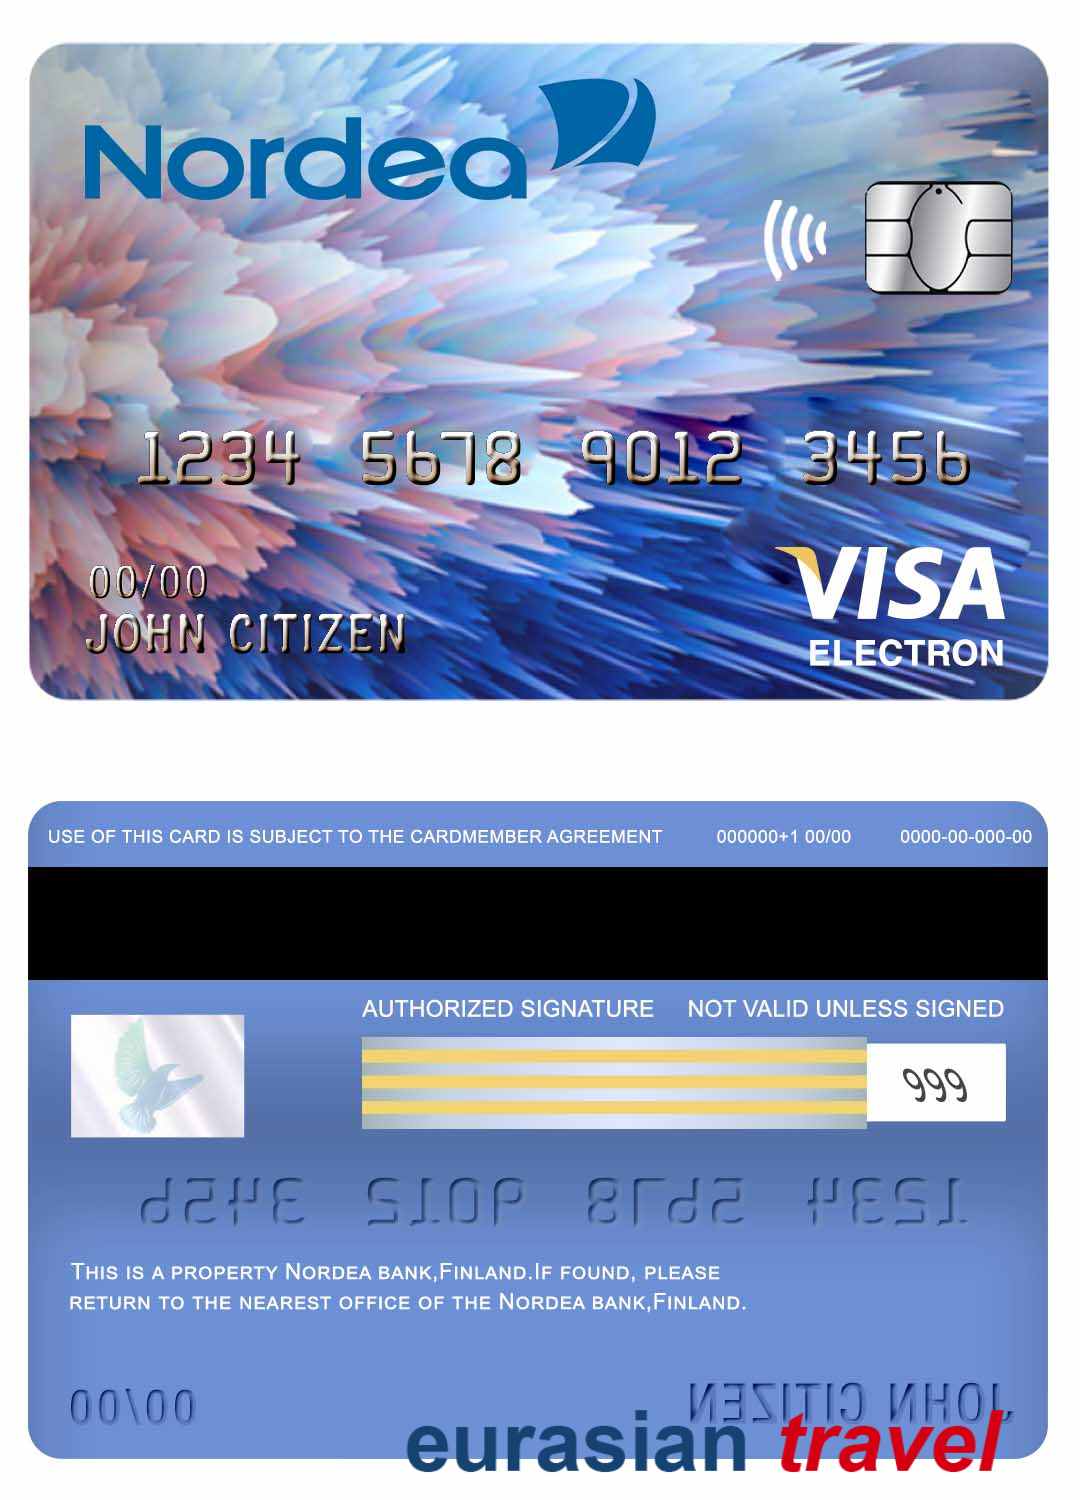 Nordea
1234 5678 9012 3456
00/00
JOHN CITIZEN
VISA
ELECTRON
USE OF THIS CARD IS SUBJECT TO THE CARDMEMBER AGREEMENT 000000+1 00/00 0000-00-000-00
AUTHORIZED SIGNATURE NOT VALID UNLESS SIGNED
999
1234 5678 9012 3456
THIS IS A PROPERTY NORDEA BANK,FINLAND.IF FOUND, PLEASE
RETURN TO THE NEAREST OFFICE OF THE NORDEA BANK,FINLAND.
00/00 JOHN CITIZEN
eurasian travel